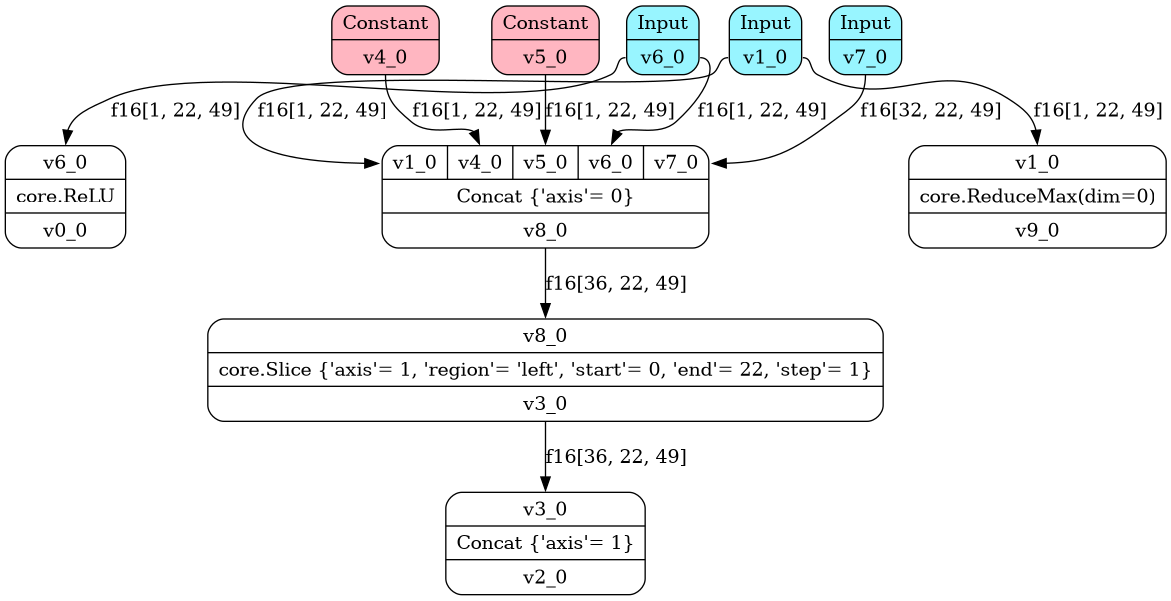 Constant
v4_0
Constant
v5_0
Input
v6_0
Input
v1_0
Input
v7_0
f16[1, 22, 49]
f16[1, 22, 49]
f16[1, 22, 49]
f16[1, 22, 49]
f16[1, 22, 49]
f16[32, 22, 49]
f16[1, 22, 49]
v6_0
core.ReLU
v0_0
v1_0 v4_0 v5_0 v6_0 v7_0
Concat {'axis'= 0}
v8_0
v1_0
core.ReduceMax(dim=0)
v9_0
f16[36, 22, 49]
v8_0
core.Slice {'axis'= 1, 'region'= 'left', 'start'= 0, 'end'= 22, 'step'= 1}
v3_0
f16[36, 22, 49]
v3_0
Concat {'axis'= 1}
v2_0